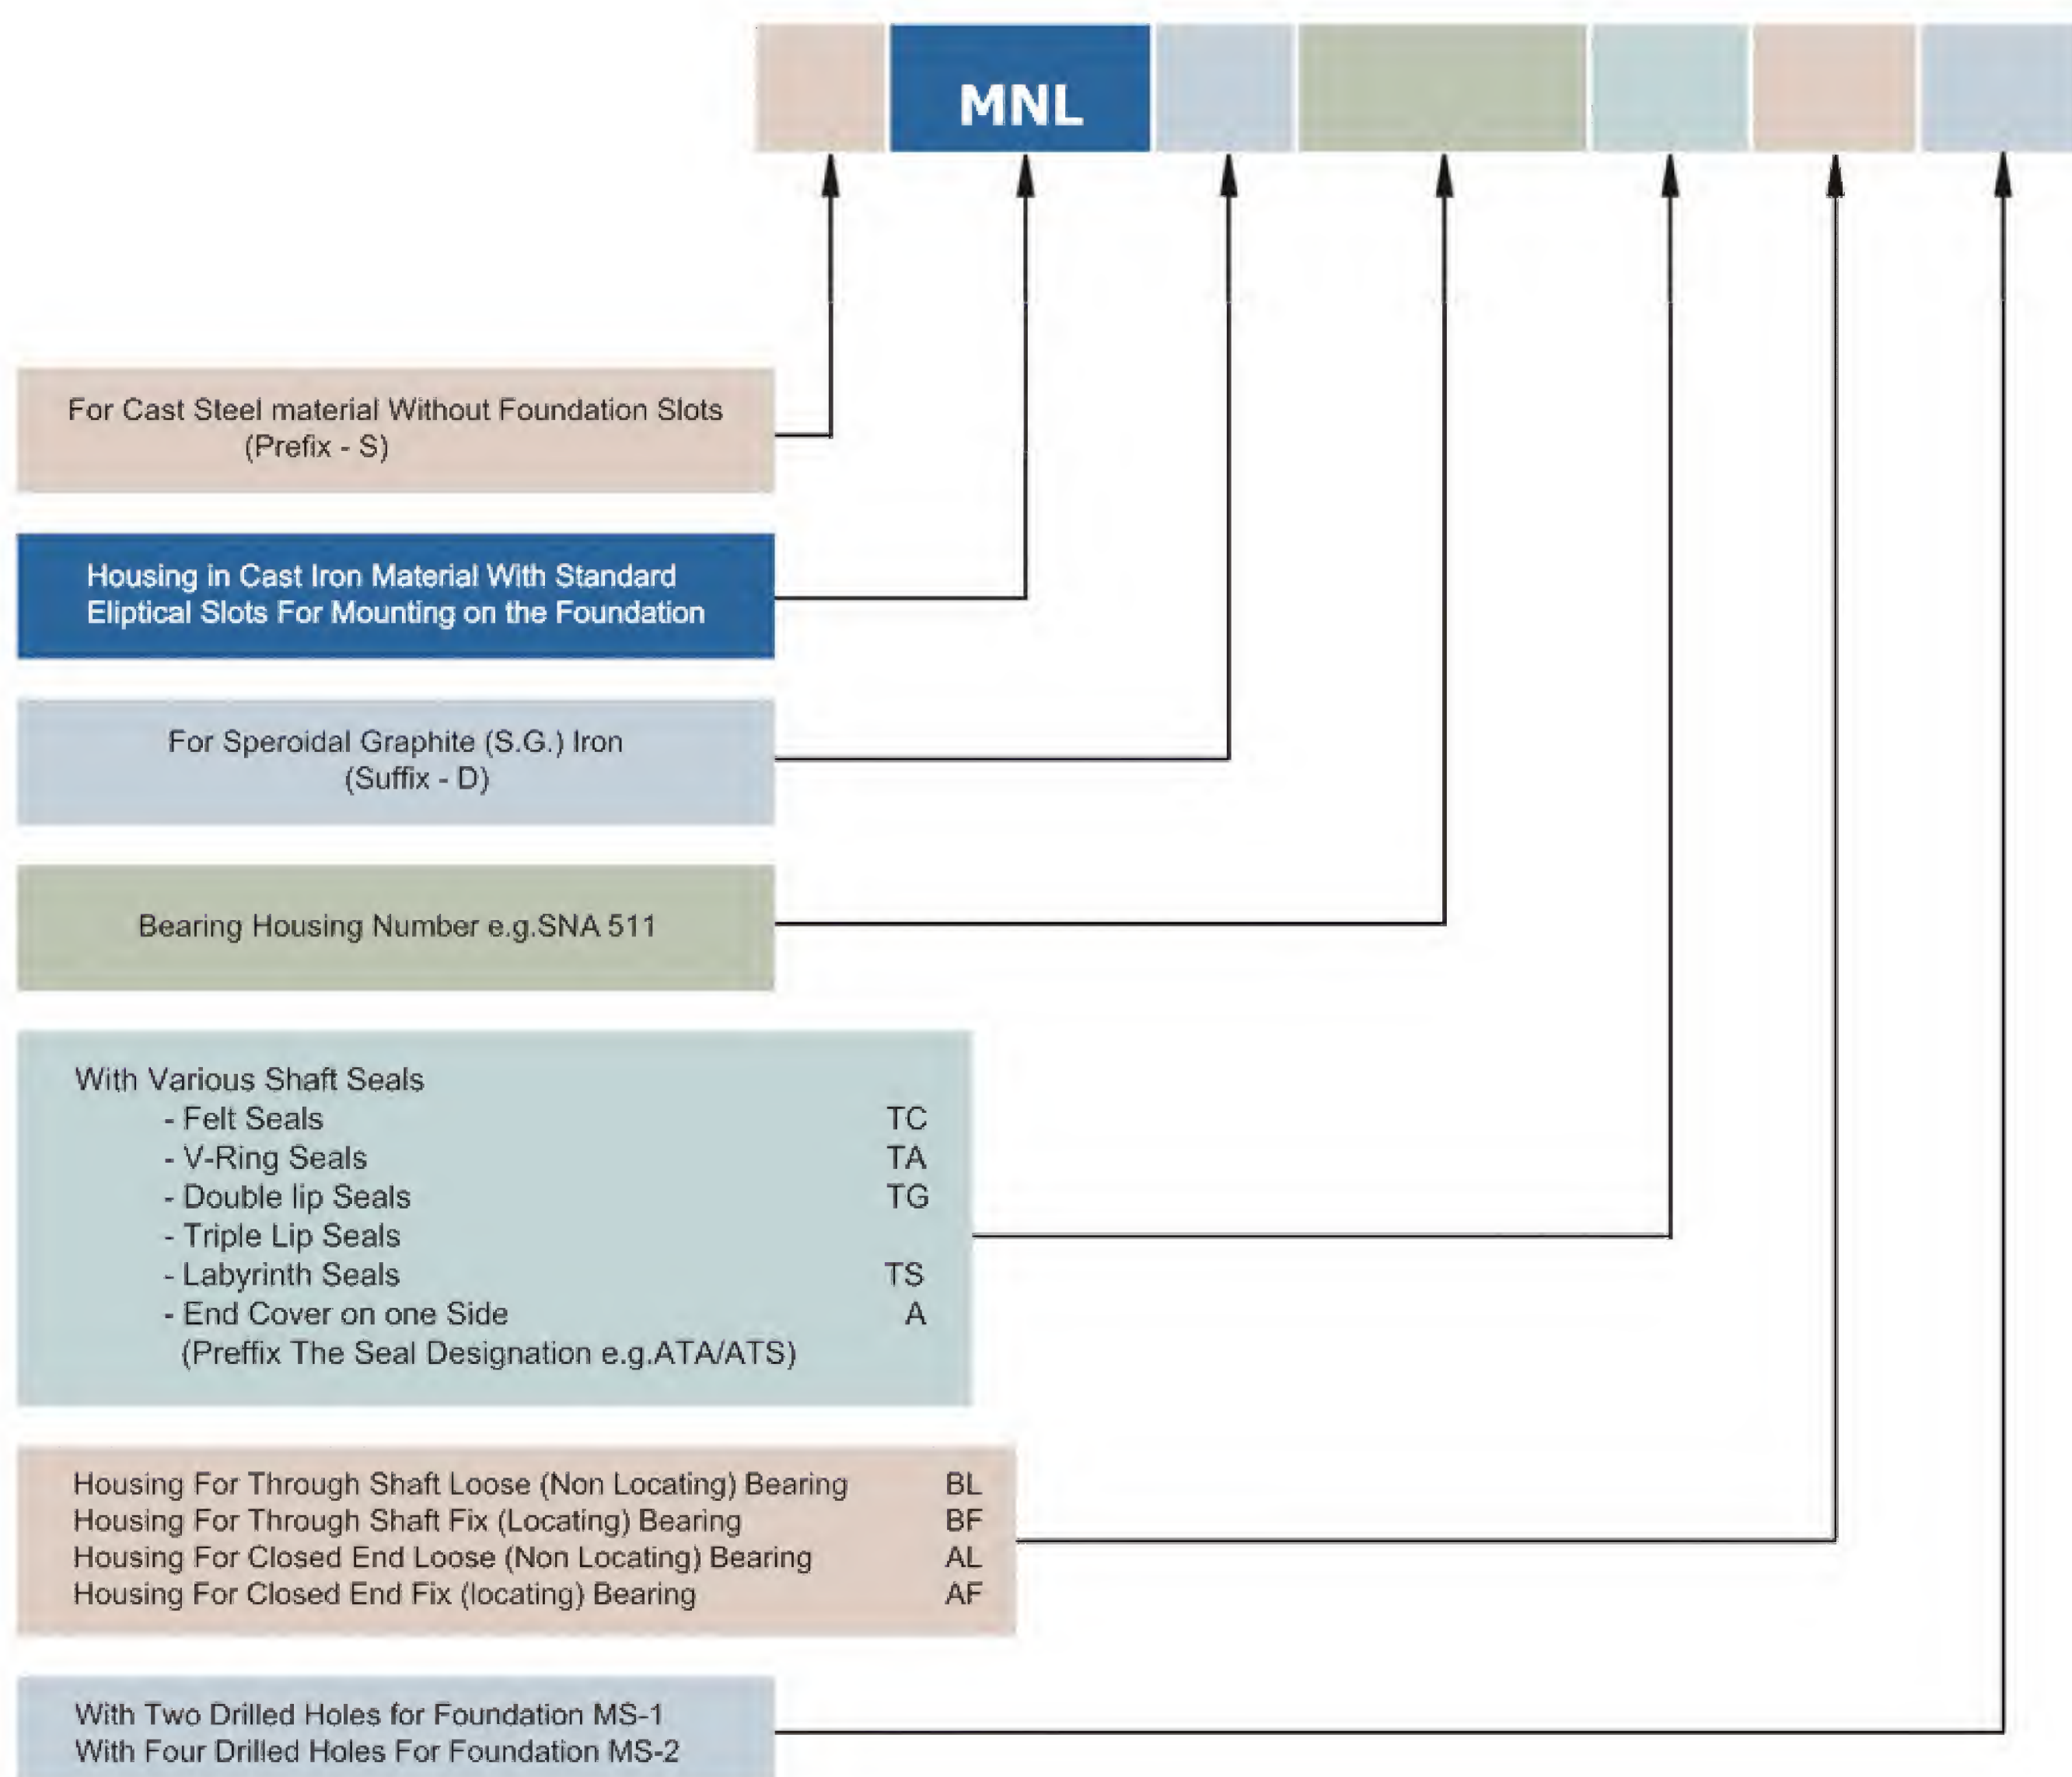 MNL
For Cast Steel material Without Foundation Slots
(Prefix - S)
Housing in Cast Iron Material With Standard
Eliptical Slots For Mounting on the Foundation
For Speroidal Graphite (S.G.) Iron
(Suffix - D)
Bearing Housing Number e.g.SNA 511
With Various Shaft Seals
- Felt Seals TC
- V-Ring Seals TA
- Double lip Seals TG
- Triple Lip Seals
- Labyrinth Seals TS
- End Cover on one Side A
(Preffix The Seal Designation e.g.ATA/ATS)
Housing For Through Shaft Loose (Non Locating) Bearing BL
Housing For Through Shaft Fix (Locating) Bearing BF
Housing For Closed End Loose (Non Locating) Bearing AL
Housing For Closed End Fix (locating) Bearing AF
With Two Drilled Holes for Foundation MS-1
With Four Drilled Holes For Foundation MS-2